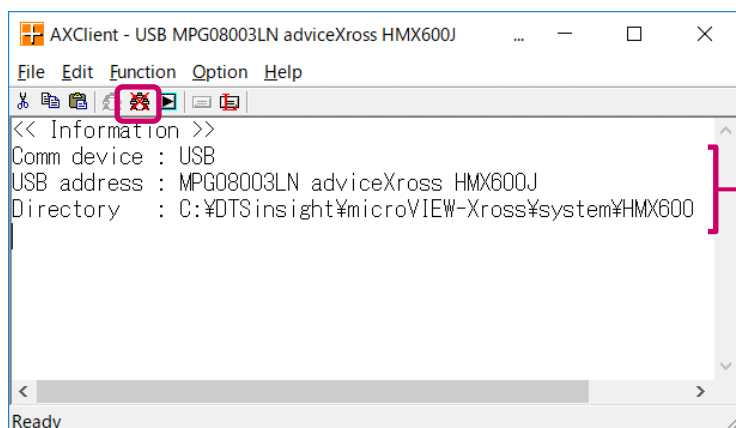 AXClient - USB MPG08003LN adviceXross HMX600J ...
File Edit Function Option Help
<< Information >>
Comm device : USB
USB address : MPG08003LN adviceXross HMX600J
Directory : C:¥DTSinsight¥microVIEW-Xross¥system¥HMX600
Ready